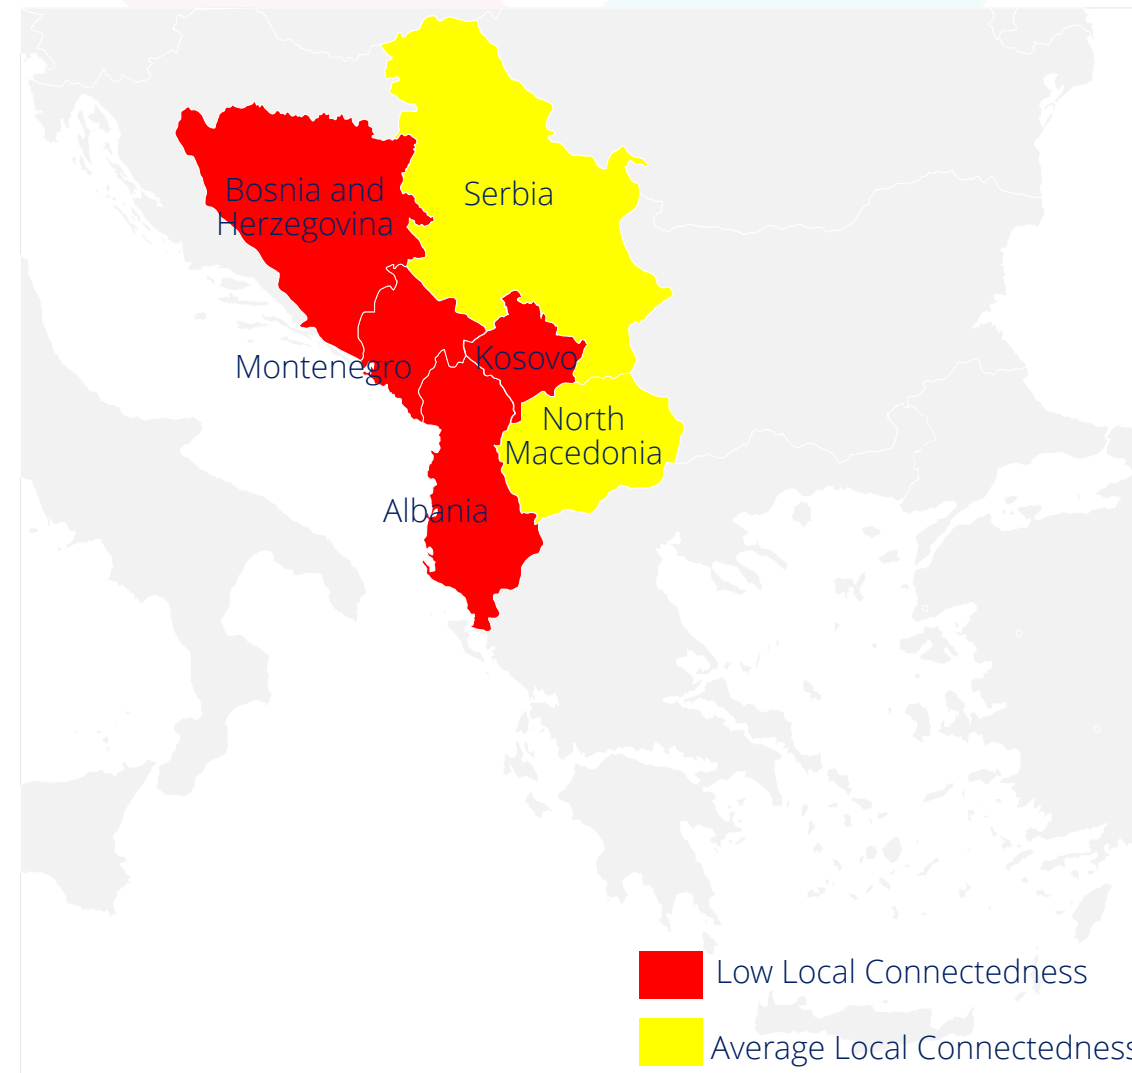 Bosnia and
Herzegovina
Serbia
Montenegro
Kosovo
North
Macedonia
Albania
Low Local Connectedness
Average Local Connectedness